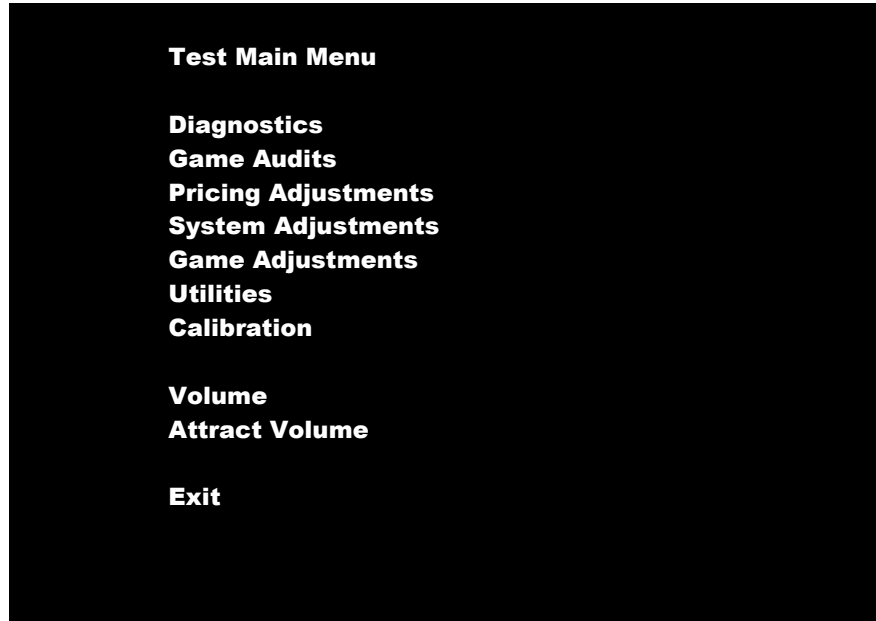 Test Main Menu
Diagnostics
Game Audits
Pricing Adjustments
System Adjustments
Game Adjustments
Utilities
Calibration
Volume
Attract Volume
Exit